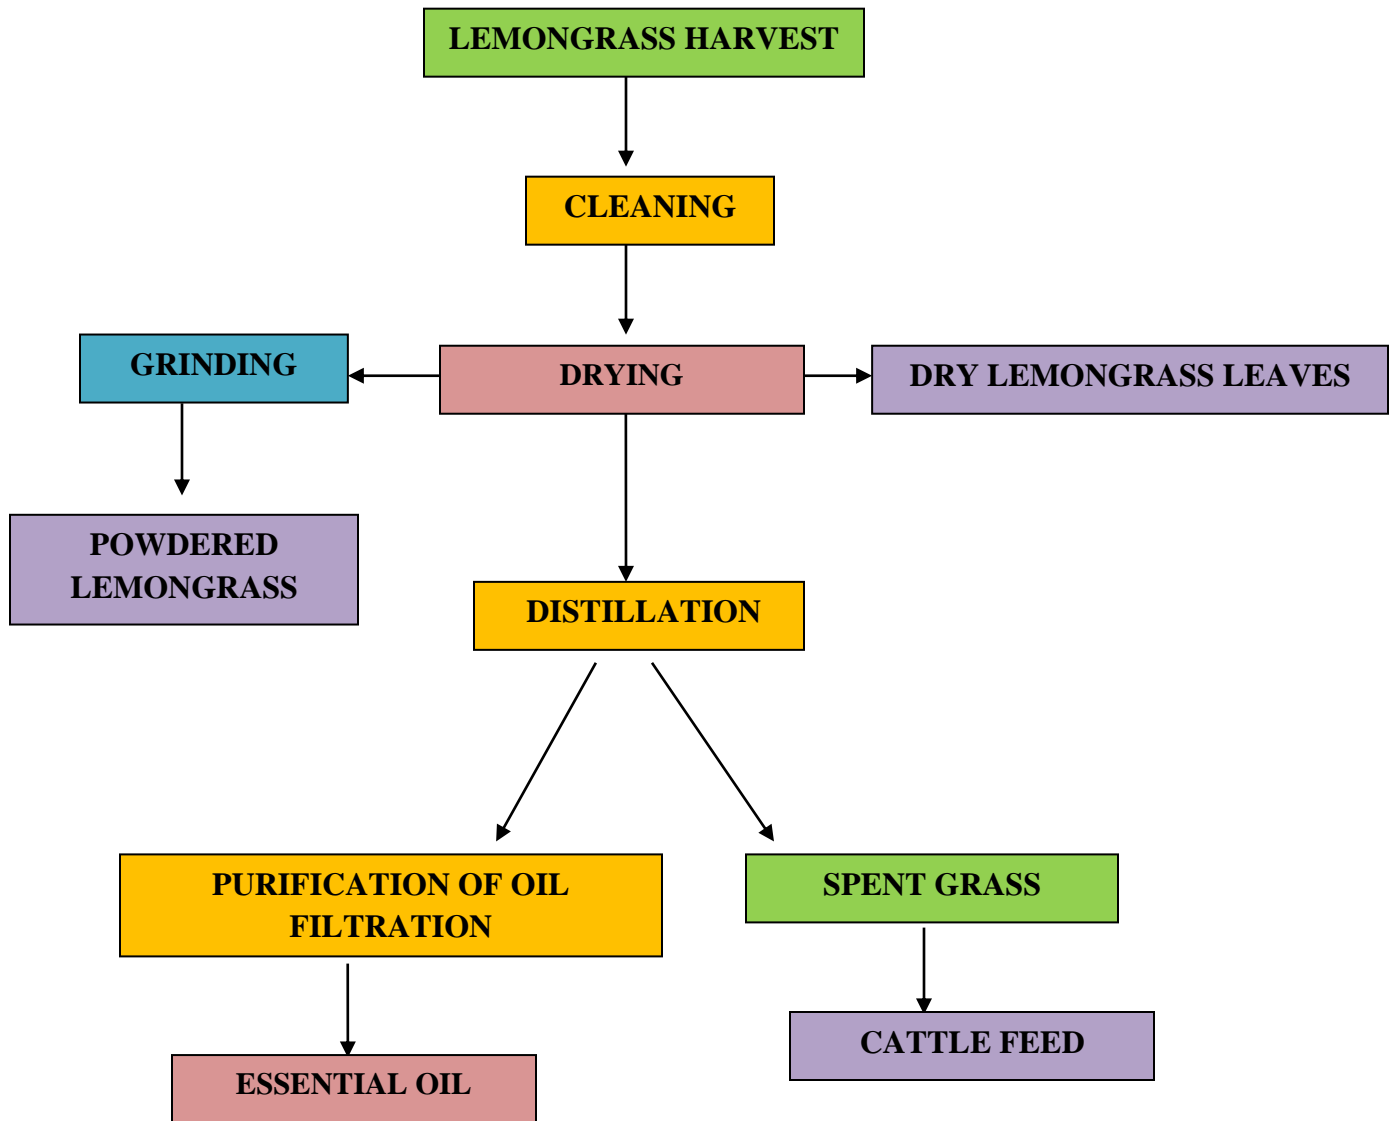 LEMONGRASS HARVEST
CLEANING
GRINDING
DRYING
DRY LEMONGRASS LEAVES
POWDERED
LEMONGRASS
DISTILLATION
PURIFICATION OF OIL
FILTRATION
SPENT GRASS
CATTLE FEED
ESSENTIAL OIL